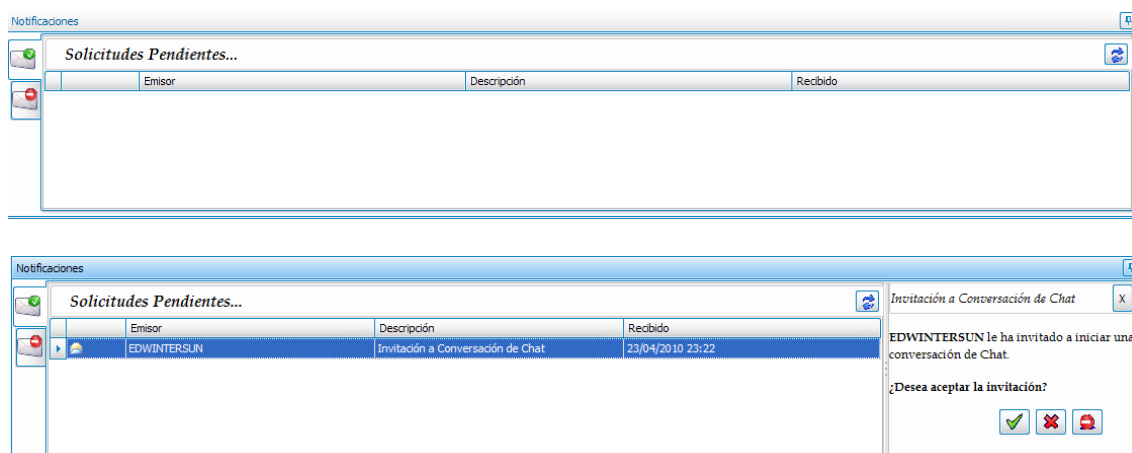 Notificaciones
Solicitudes Pendientes...
Emisor Descripción Recibido
Notificaciones
Solicitudes Pendientes...
Emisor Descripción Recibido
EDWINTERSUN Invitación a Conversación de Chat 23/04/2010 23:22
Invitación a Conversación de Chat X
EDWINTERSUN le ha invitado a iniciar una
conversación de Chat.
¿Desea aceptar la invitación?